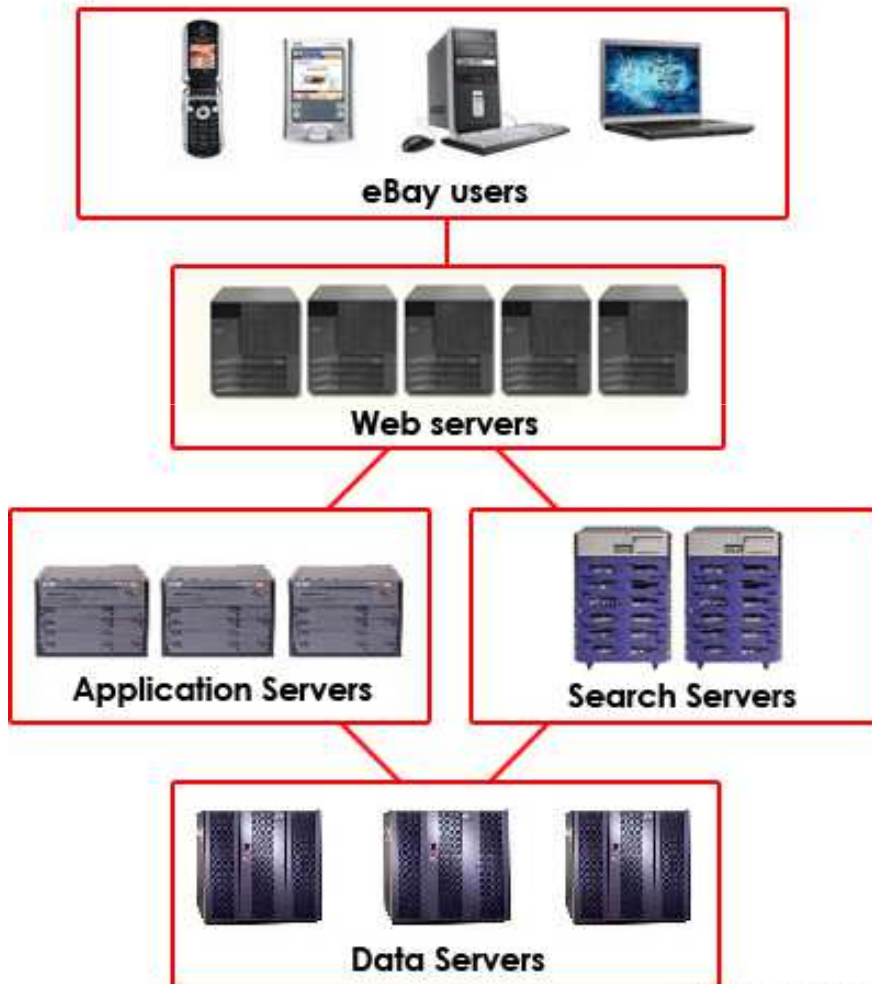 eBay users
Web servers
Application Servers
Search Servers
Data Servers